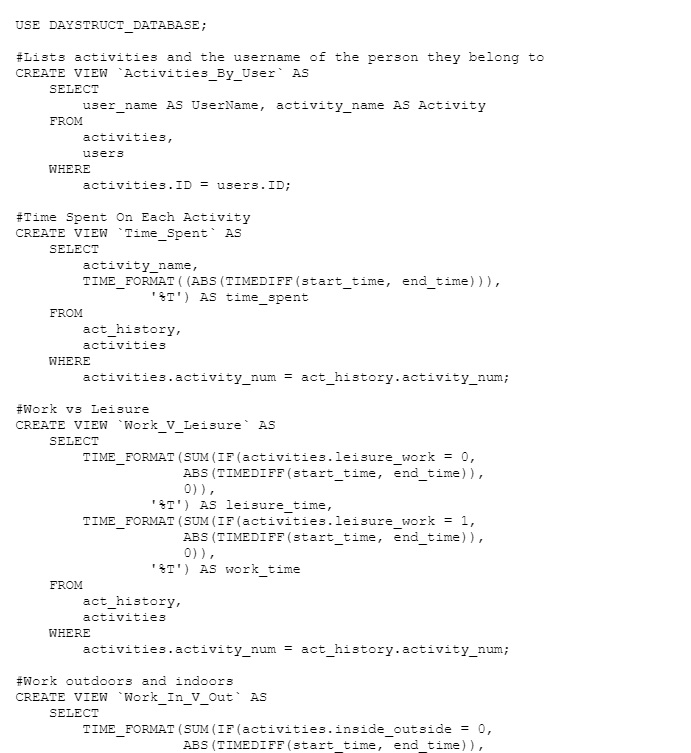 USE DAYSTRUCT_DATABASE;
#Lists activities and the username of the person they belong to
CREATE VIEW `Activities_By_User` AS
SELECT
user_name AS UserName, activity_name AS Activity
FROM
activities,
users
WHERE
activities.ID = users.ID;
#Time Spent On Each Activity
CREATE VIEW `Time_Spent` AS
SELECT
activity_name,
TIME_FORMAT((ABS(TIMEDIFF(start_time, end_time))),
'%T') AS time_spent
FROM
act_history,
activities
WHERE
activities.activity_num = act_history.activity_num;
#Work vs Leisure
CREATE VIEW `Work_V_Leisure` AS
SELECT
TIME_FORMAT(SUM(IF(activities.leisure_work = 0,
ABS(TIMEDIFF(start_time, end_time)),
0)),
'%T') AS leisure_time,
TIME_FORMAT(SUM(IF(activities.leisure_work = 1,
ABS(TIMEDIFF(start_time, end_time)),
0)),
'%T') AS work_time
FROM
act_history,
activities
WHERE
activities.activity_num = act_history.activity_num;
#Work outdoors and indoors
CREATE VIEW `Work_In_V_Out` AS
SELECT
TIME_FORMAT(SUM(IF(activities.inside_outside = 0,
ABS(TIMEDIFF(start_time, end_time)),